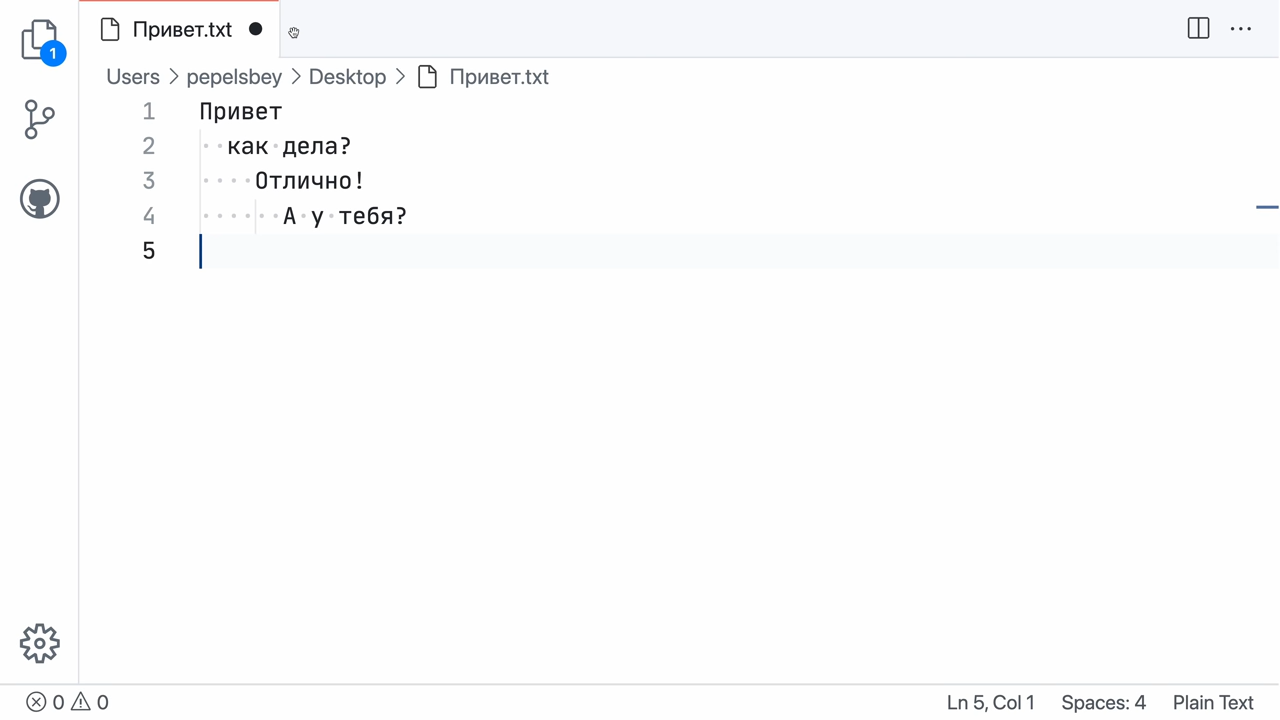 Привет.txt
1
Users > pepelsbey > Desktop > Привет.txt
1 Привет
2 как дела?
3 Отлично!
4 А у тебя?
5
0 0
Ln 5, Col 1 Spaces: 4 Plain Text